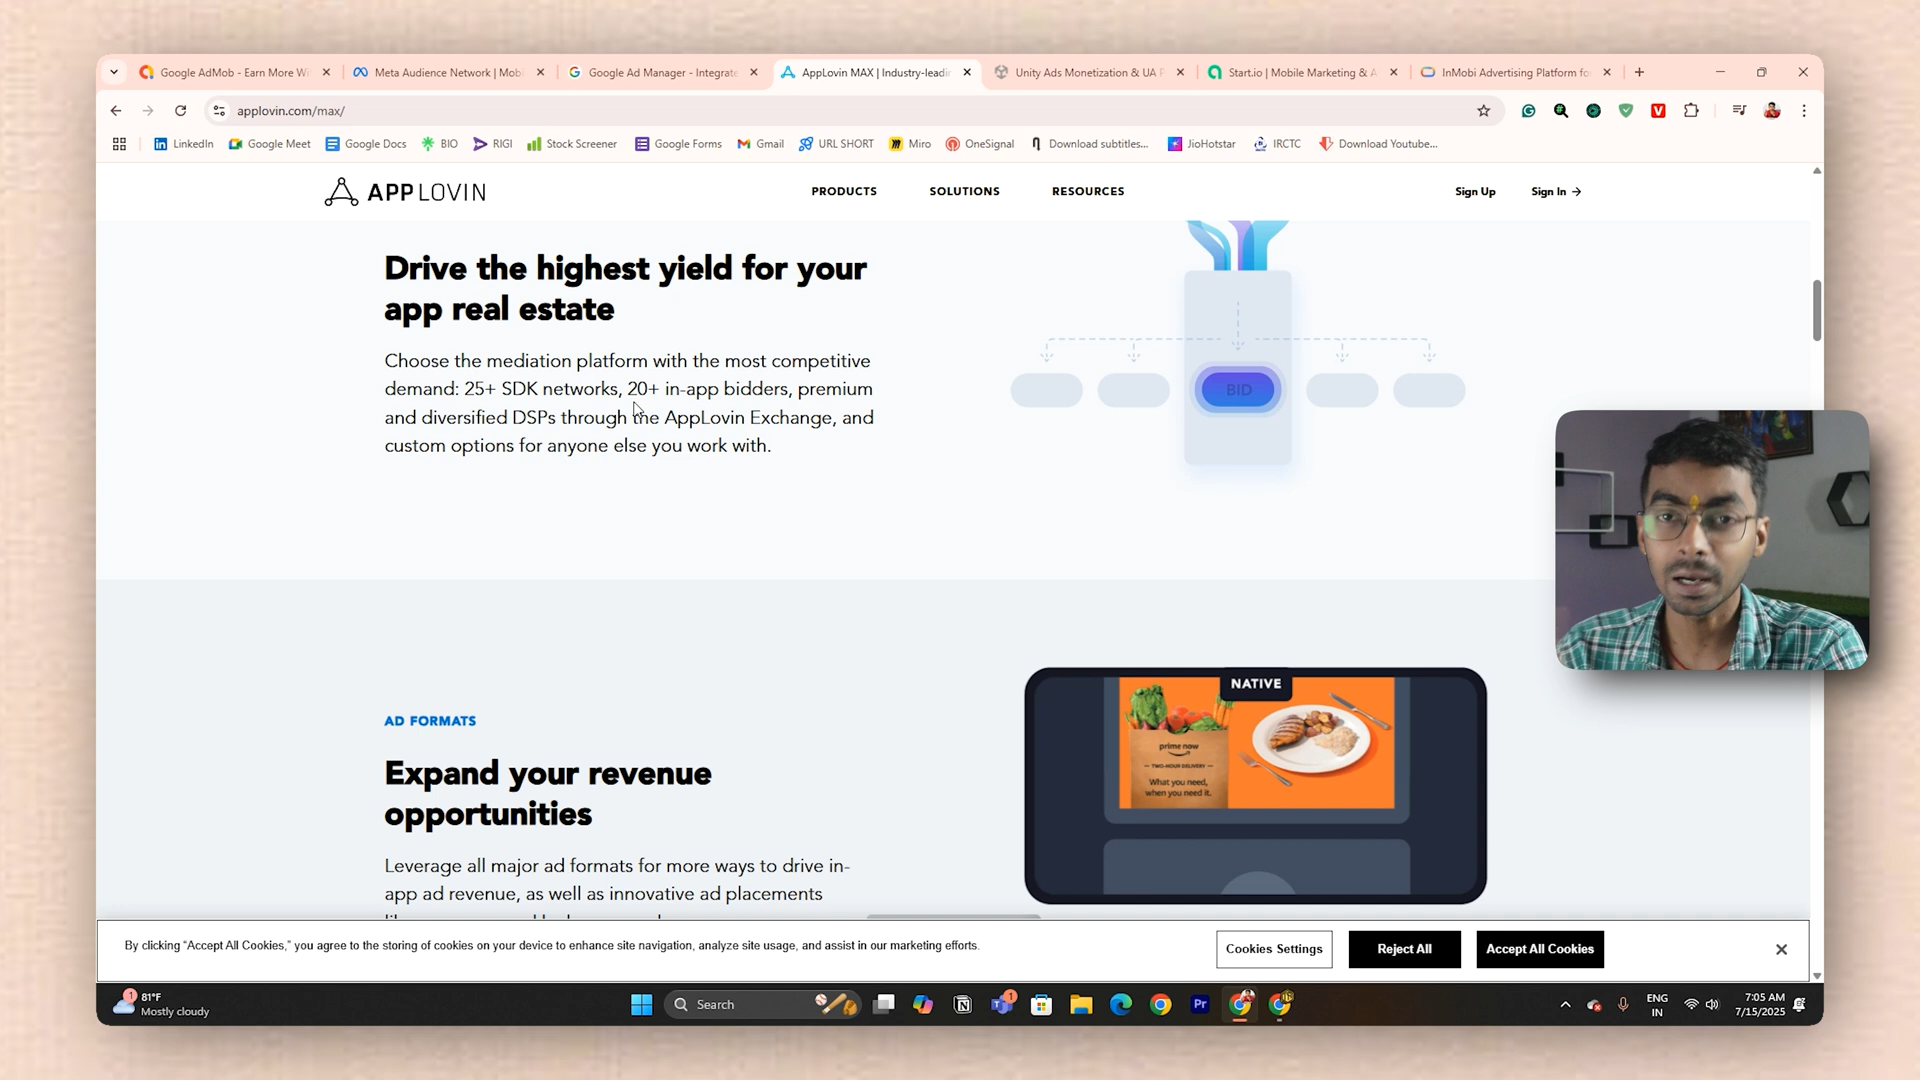 Google AdMob - Earn More Wi
Meta Audience Network | Mobi
Google Ad Manager - Integrate
AppLovin MAX | Industry-leadin
Unity Ads Monetization & UA P
Start.io | Mobile Marketing & A
InMobi Advertising Platform fo
applovin.com/max/
LinkedIn
Google Meet
Google Docs
BIO
RIGI
Stock Screener
Google Forms
Gmail
URL SHORT
Miro
OneSignal
Download subtitles...
JioHotstar
IRCTC
Download Youtube...
APPLOVIN
PRODUCTS
SOLUTIONS
RESOURCES
Sign Up
Sign In
Drive the highest yield for your
app real estate
Choose the mediation platform with the most competitive
demand: 25+ SDK networks, 20+ in-app bidders, premium
and diversified DSPs through the AppLovin Exchange, and
custom options for anyone else you work with.
BID
AD FORMATS
Expand your revenue
opportunities
Leverage all major ad formats for more ways to drive in-
app ad revenue, as well as innovative ad placements
NATIVE
prime now
TWO-HOUR DELIVERY
What you need,
when you need it.
By clicking “Accept All Cookies,” you agree to the storing of cookies on your device to enhance site navigation, analyze site usage, and assist in our marketing efforts.
Cookies Settings
Reject All
Accept All Cookies
1
81°F
Mostly cloudy
Search
1
Pr
ENG
IN
7:05 AM
7/15/2025